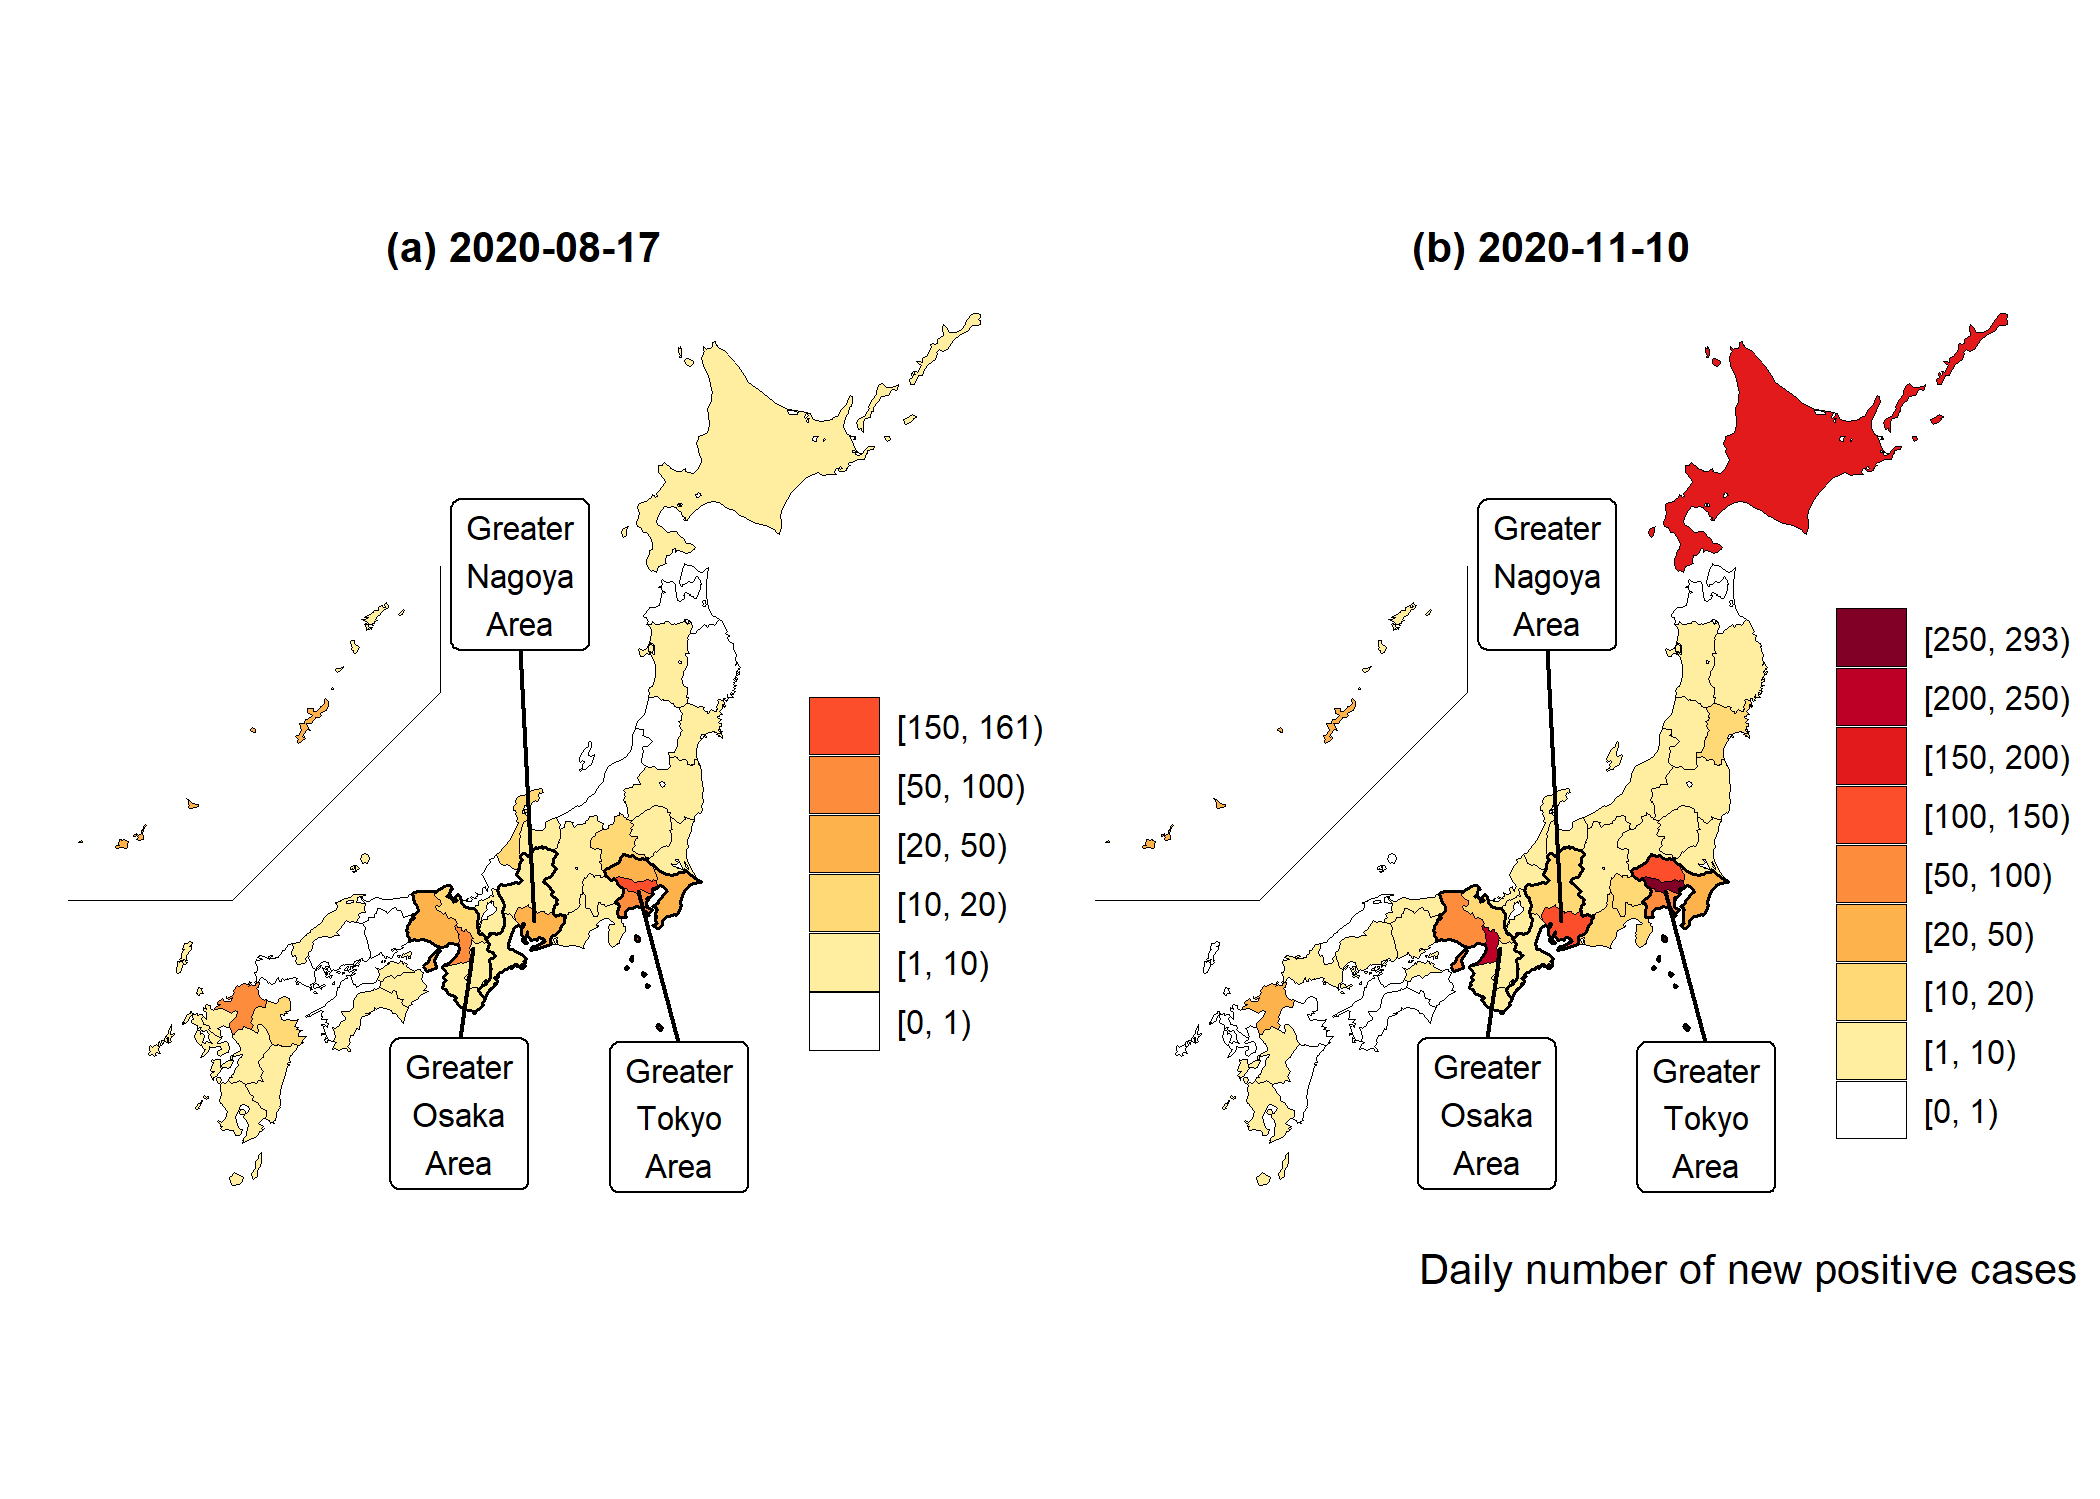 (a) 2020-08-17
Greater
Nagoya
Area
[150, 161)
[50, 100)
[20, 50)
[10, 20)
[1, 10)
[0, 1)
Greater
Osaka
Area
Greater
Tokyo
Area
(b) 2020-11-10
Greater
Nagoya
Area
[250, 293)
[200, 250)
[150, 200)
[100, 150)
[50, 100)
[20, 50)
[10, 20)
[1, 10)
[0, 1)
Greater
Osaka
Area
Greater
Tokyo
Area
Daily number of new positive cases